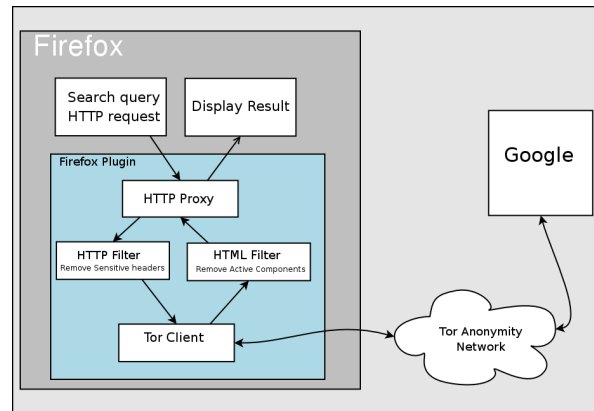 Firefox
Search query
HTTP request
Display Result
Google
Firefox Plugin
HTTP Proxy
HTTP Filter
Remove Sensitive headers
HTML Filter
Remove Active Components
Tor Client
Tor Anonymity
Network